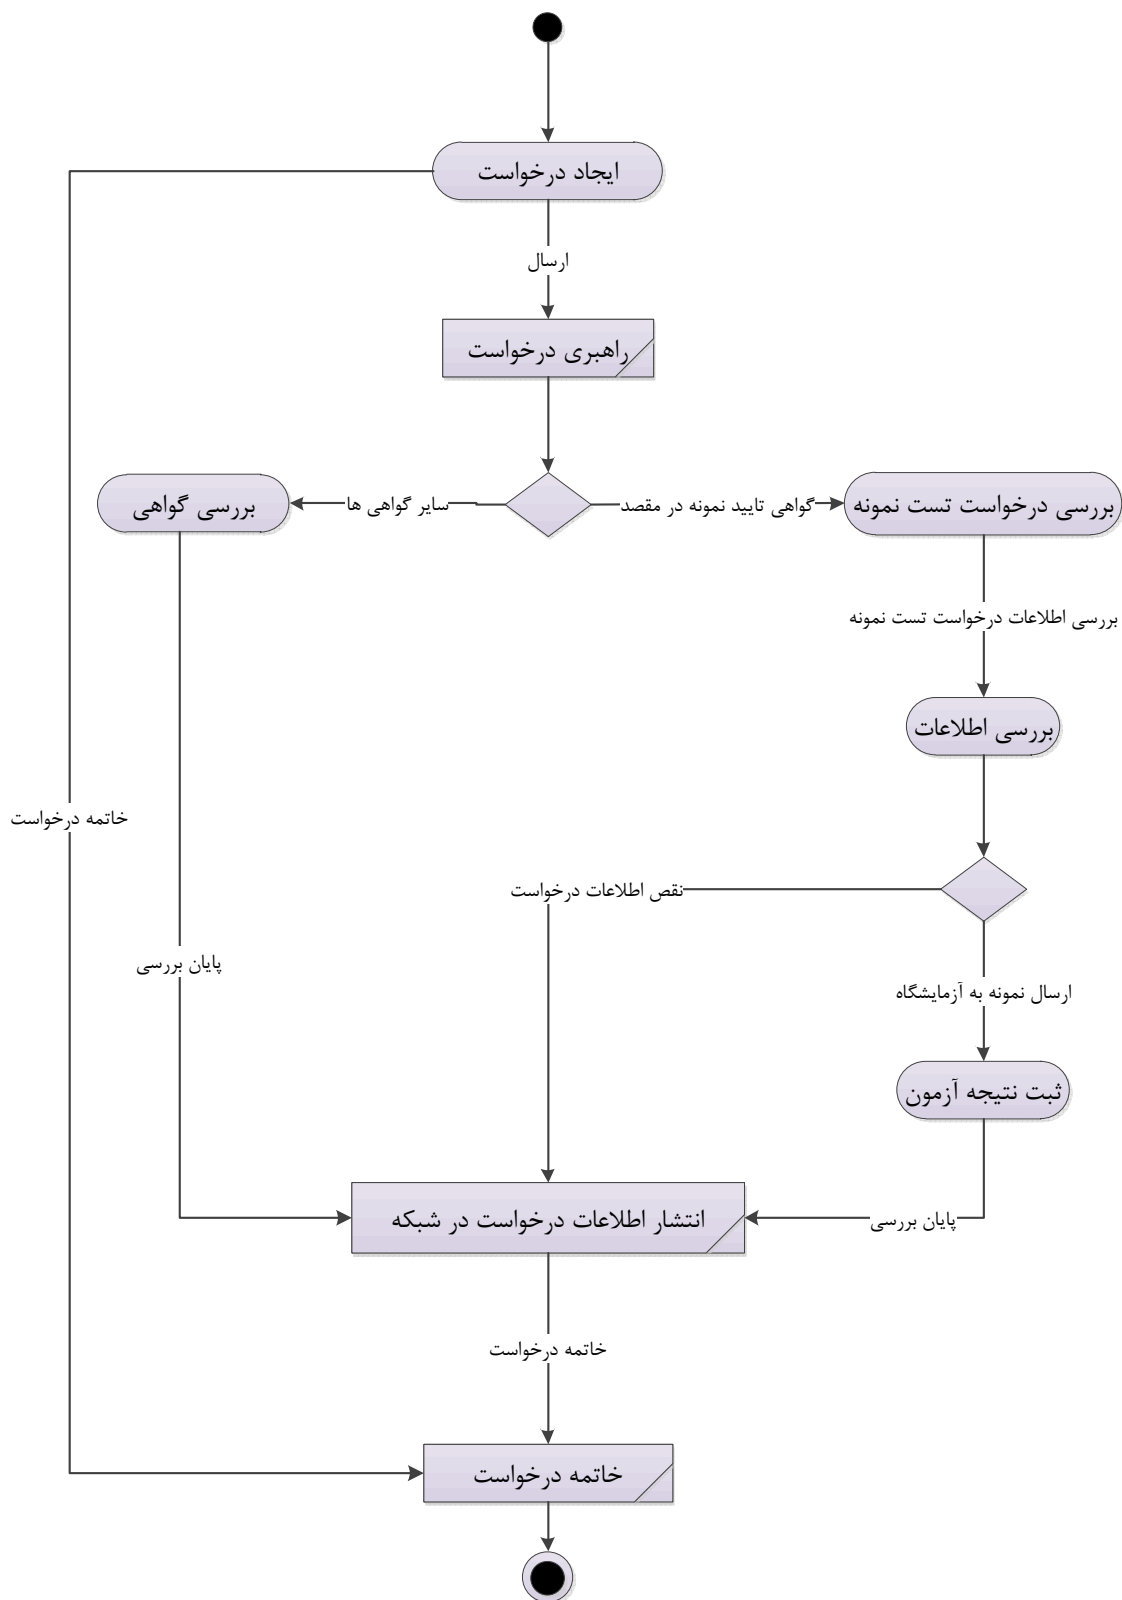 ایجاد درخواست
ارسال
راهبری درخواست
بررسی درخواست تست نمونه
گواهی تایید نمونه در مقصد
سایر گواهی ها
بررسی گواهی
بررسی اطلاعات درخواست تست نمونه
بررسی اطلاعات
خاتمه درخواست
نقص اطلاعات درخواست
پایان بررسی
ارسال نمونه به آزمایشگاه
ثبت نتیجه آزمون
انتشار اطلاعات درخواست در شبکه
پایان بررسی
خاتمه درخواست
خاتمه درخواست